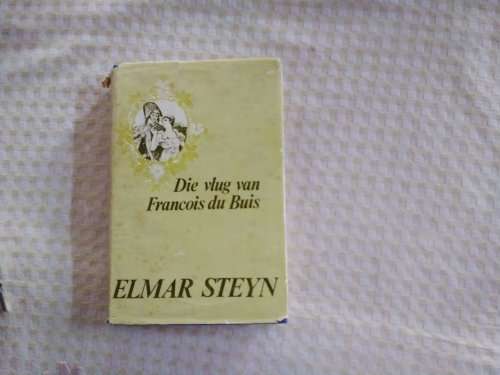 Die vlug van
Francois du Buis
ELMAR STEYN